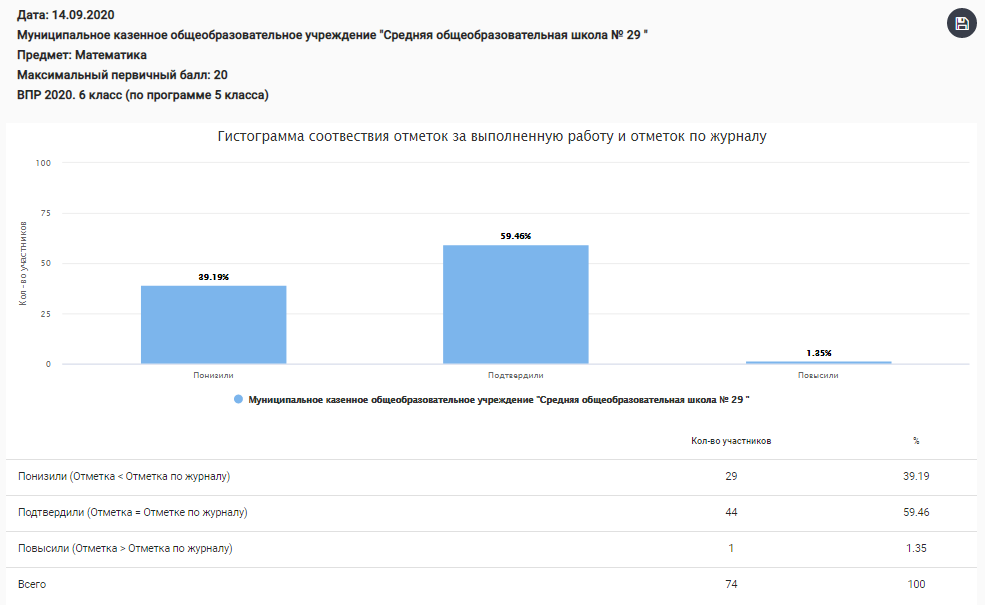 Дата: 14.09.2020
Муниципальное казенное общеобразовательное учреждение "Средняя общеобразовательная школа № 29 "
Предмет: Математика
Максимальный первичный балл: 20
ВПР 2020. 6 класс (по программе 5 класса)
Гистограмма соотвествия отметок за выполненную работу и отметок по журналу
100
75
50
25
0
Кол-во участников
39.19%
59.46%
1.35%
Понизили
Подтвердили
Повысили
Муниципальное казенное общеобразовательное учреждение "Средняя общеобразовательная школа № 29 "
Кол-во участников %
Понизили (Отметка < Отметка по журналу) 29 39.19
Подтвердили (Отметка = Отметке по журналу) 44 59.46
Повысили (Отметка > Отметка по журналу) 1 1.35
Всего 74 100